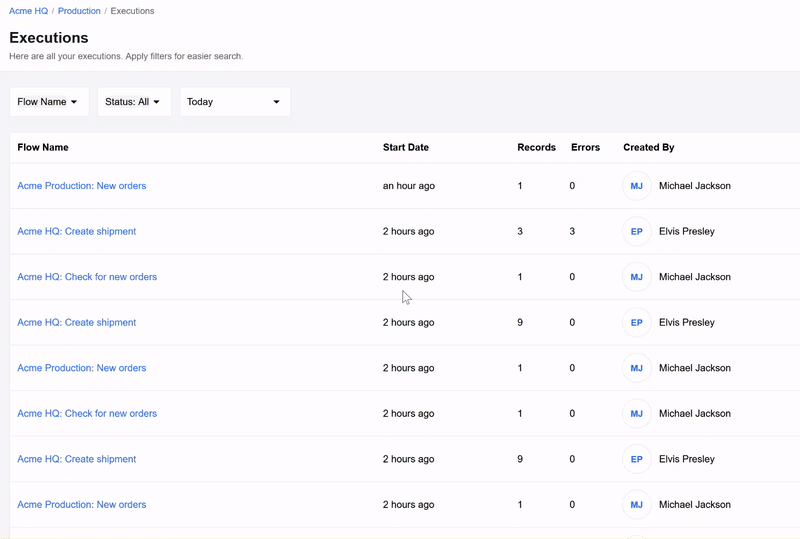 Acme HQ / Production / Executions
Executions
Here are all your executions. Apply filters for easier search.
Flow Name Status: All Today
Flow Name Start Date Records Errors Created By
Acme Production: New orders an hour ago 1 0 MJ Michael Jackson
Acme HQ: Create shipment 2 hours ago 3 3 EP Elvis Presley
Acme HQ: Check for new orders 2 hours ago 1 0 MJ Michael Jackson
Acme HQ: Create shipment 2 hours ago 9 0 EP Elvis Presley
Acme Production: New orders 2 hours ago 1 0 MJ Michael Jackson
Acme HQ: Check for new orders 2 hours ago 1 0 MJ Michael Jackson
Acme HQ: Create shipment 2 hours ago 9 0 EP Elvis Presley
Acme Production: New orders 2 hours ago 1 0 MJ Michael Jackson